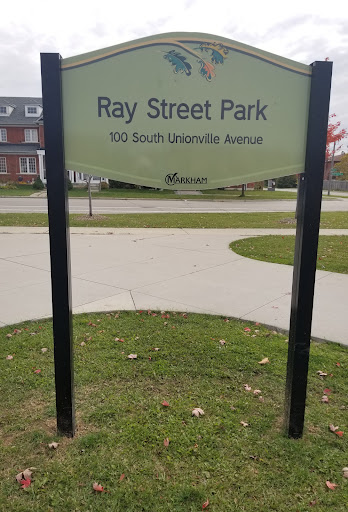 Ray Street Park
100 South Unionville Avenue
MARKHAM